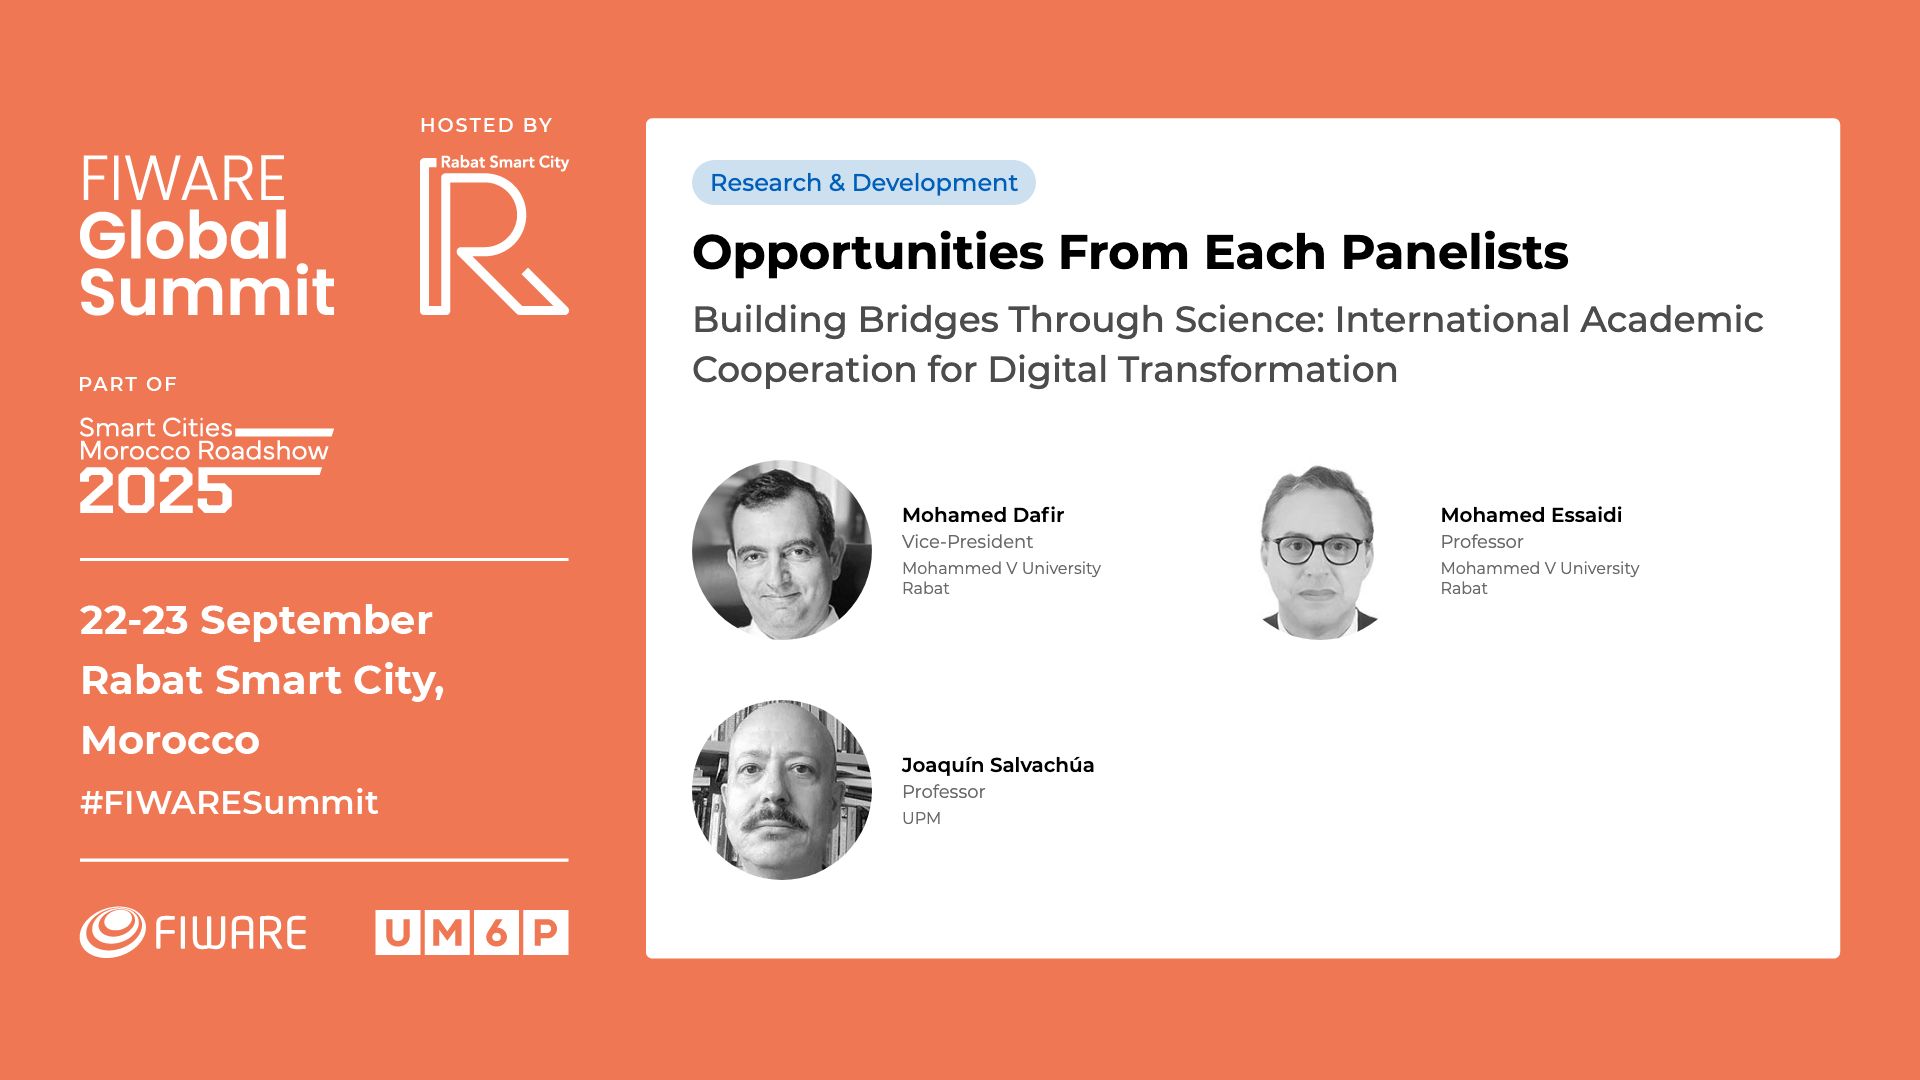 HOSTED BY
FIWARE
Global
Summit
Rabat Smart City
R
PART OF
Smart Cities
Morocco Roadshow
2025
22-23 September
Rabat Smart City,
Morocco
#FIWARESummit
FIWARE
UM6P
Research & Development
Opportunities From Each Panelists
Building Bridges Through Science: International Academic
Cooperation for Digital Transformation
Mohamed Dafir
Vice-President
Mohammed V University
Rabat
Mohamed Essaidi
Professor
Mohammed V University
Rabat
Joaquín Salvachúa
Professor
UPM